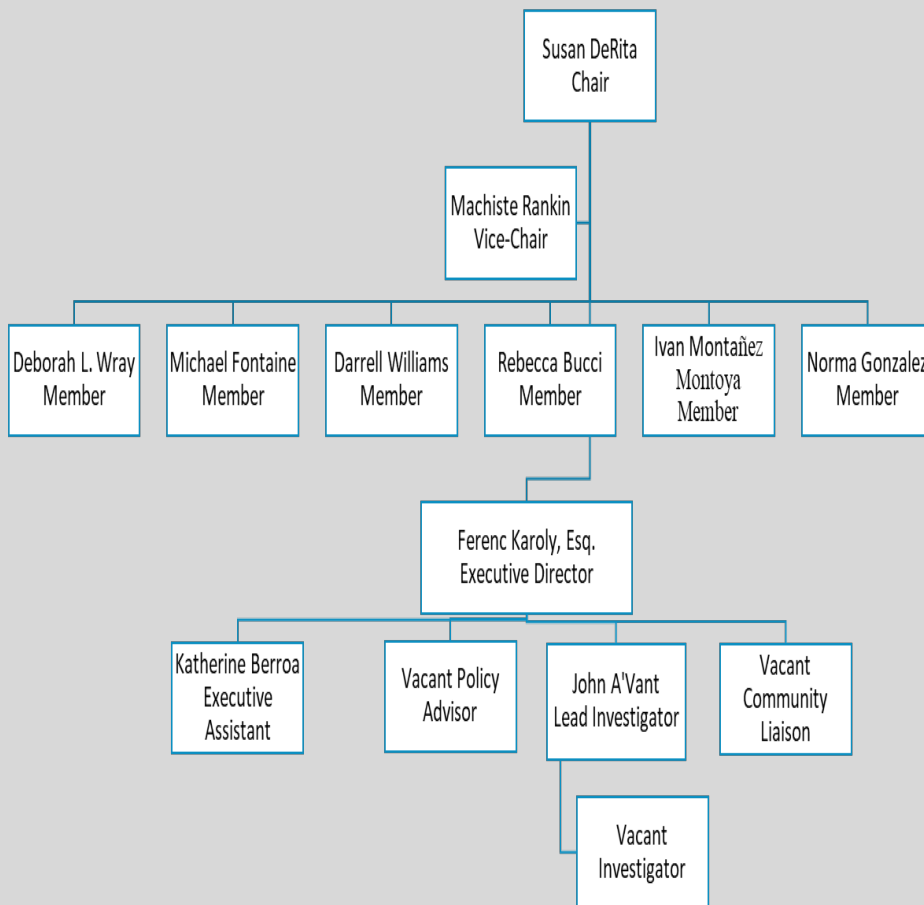 Susan DeRita
Chair
Machiste Rankin
Vice-Chair
Deborah L. Wray
Member
Michael Fontaine
Member
Darrell Williams
Member
Rebecca Bucci
Member
Ivan Montañez
Montoya
Member
Norma Gonzalez
Member
Ferenc Karoly, Esq.
Executive Director
Katherine Berroa
Executive
Assistant
Vacant Policy
Advisor
John A'Vant
Lead Investigator
Vacant
Community
Liaison
Vacant
Investigator